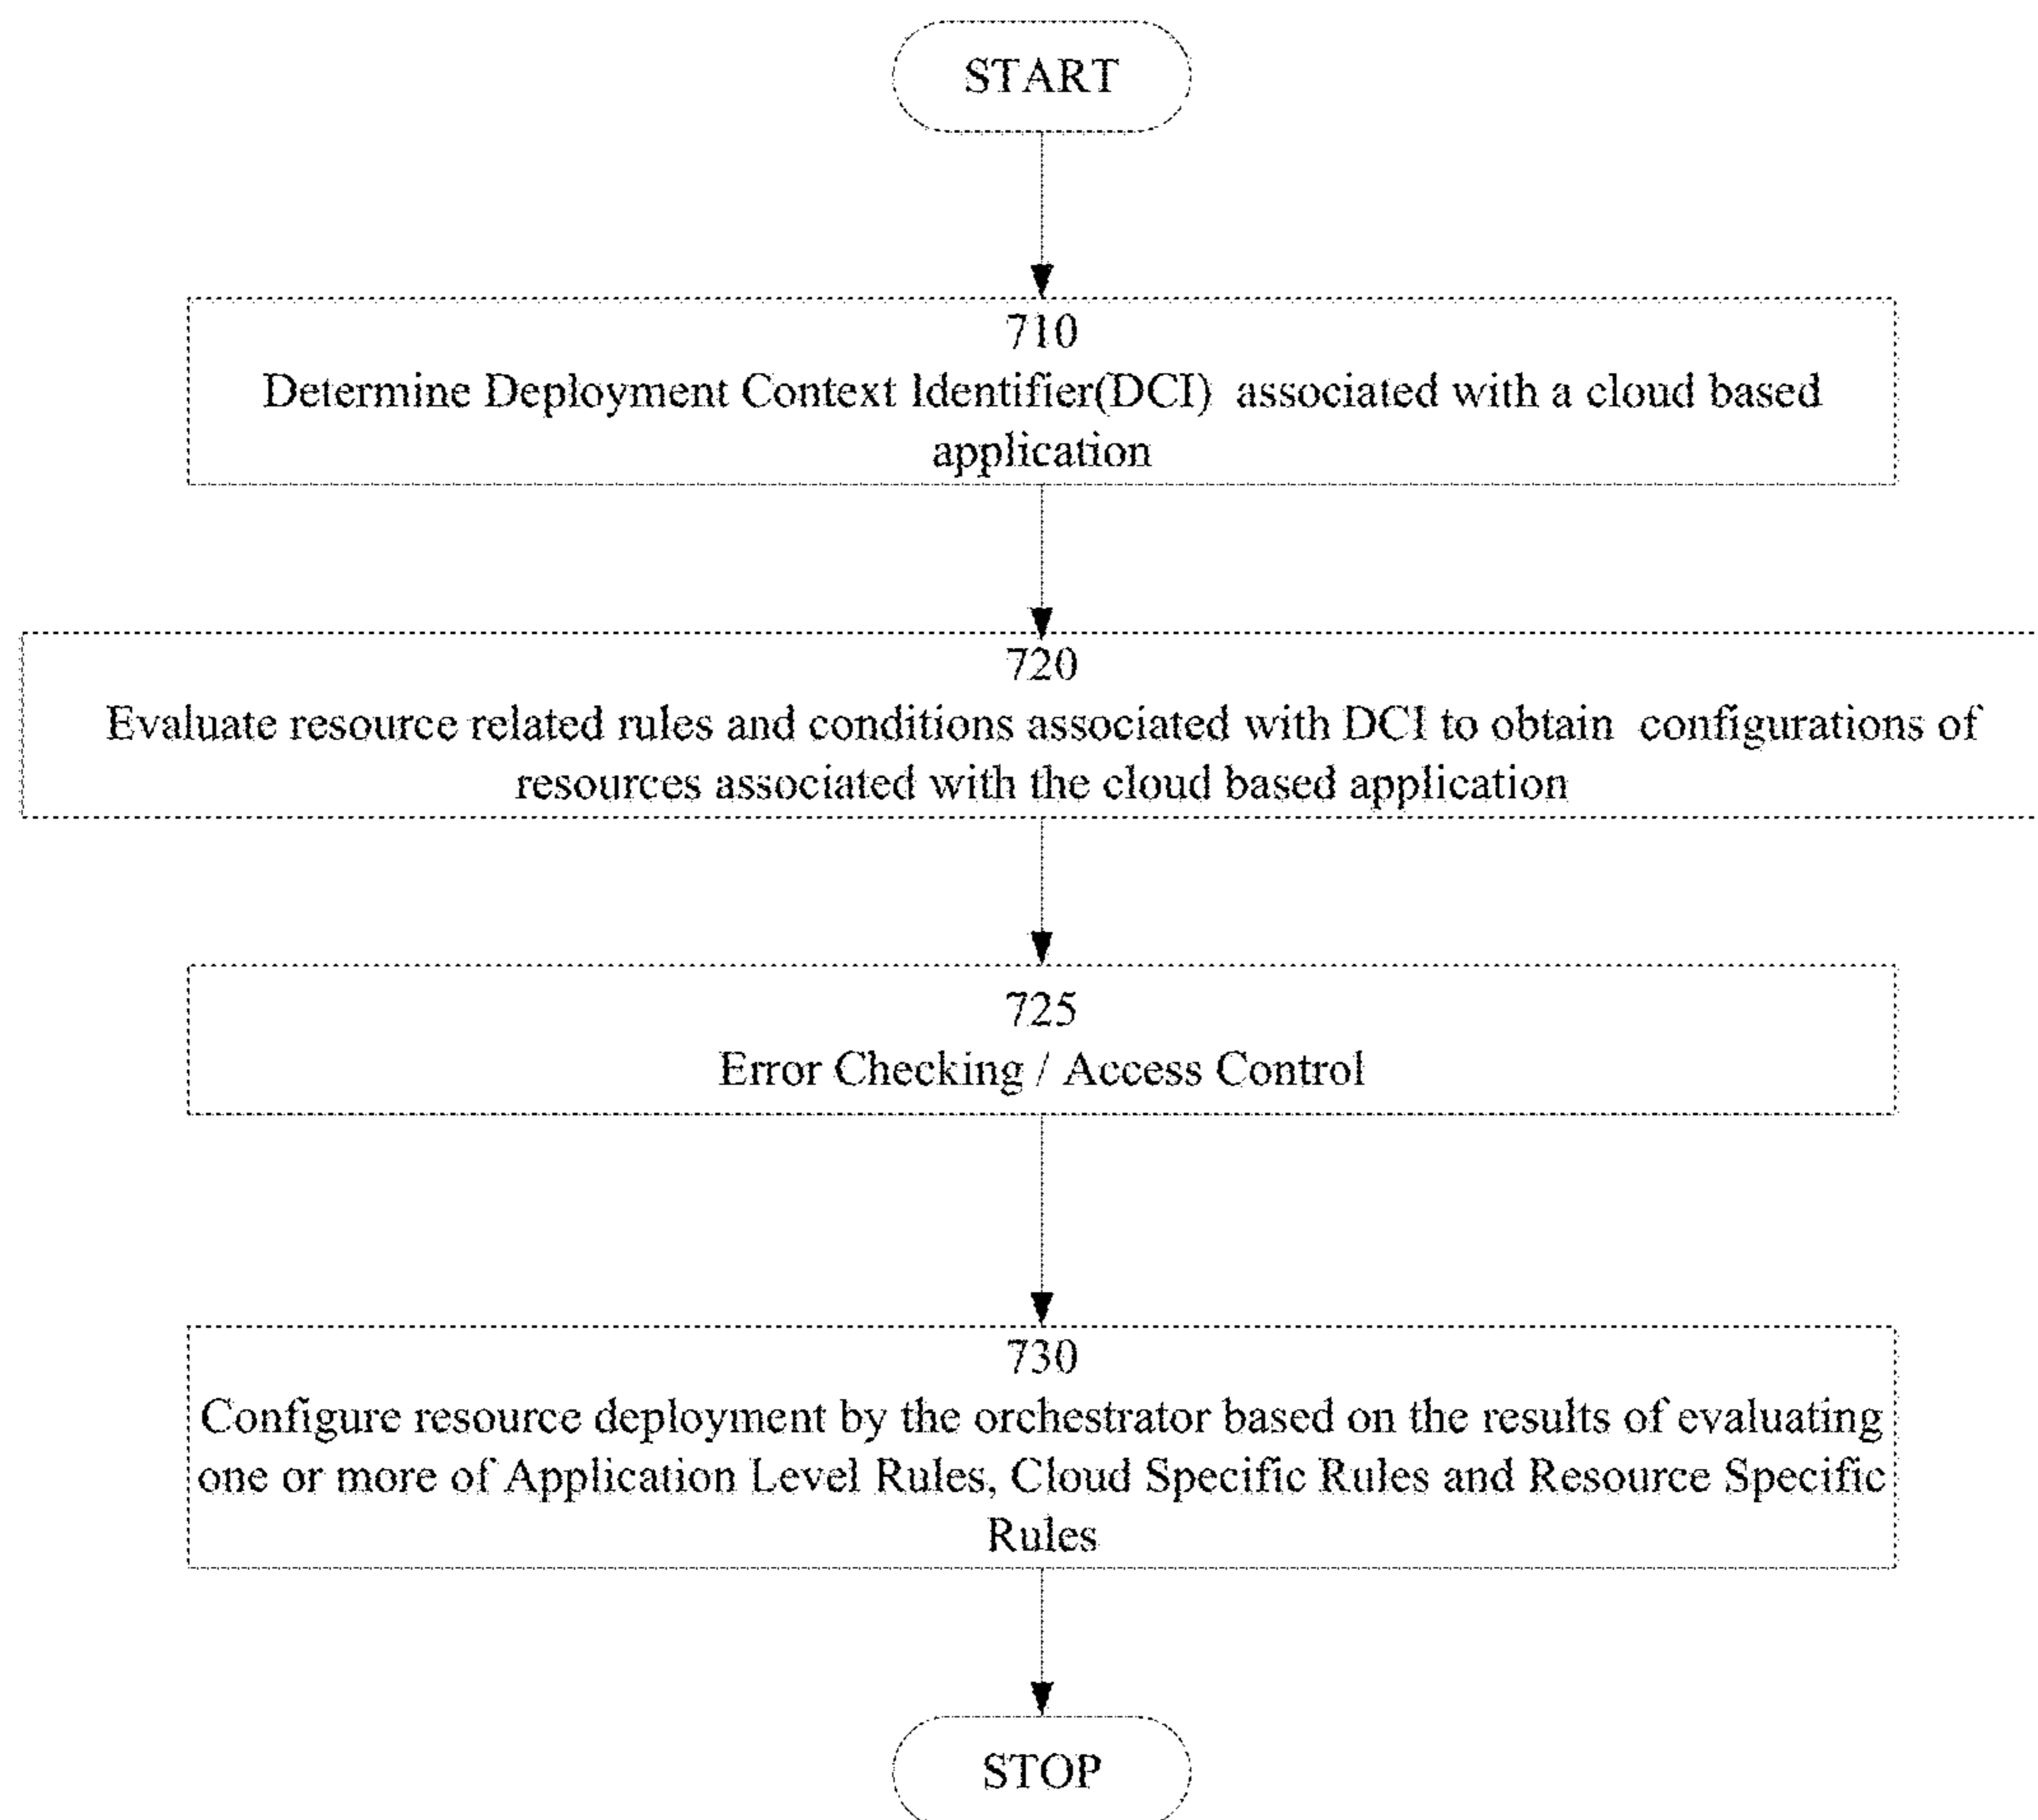 START
710
Determine Deployment Context Identifier(DCI) associated with a cloud based
application
720
Evaluate resource related rules and conditions associated with DCI to obtain configurations of
resources associated with the cloud based application
725
Error Checking / Access Control
730
Configure resource deployment by the orchestrator based on the results of evaluating
one or more of Application Level Rules, Cloud Specific Rules and Resource Specific
Rules
STOP